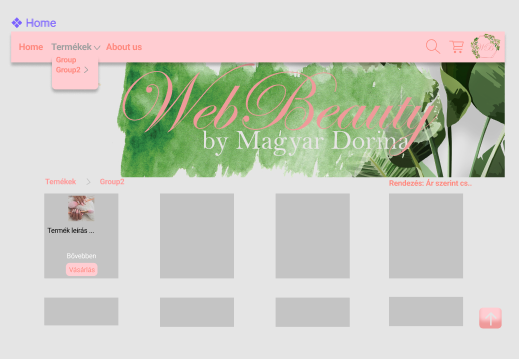 Home
Home Termékek About us
Group
Group2
WebBeauty
by Magyar Dorina
Temékek Group2
Rendezés: Ár szerint cs..
Termék leírás ...
Bővebben
Vásárlás